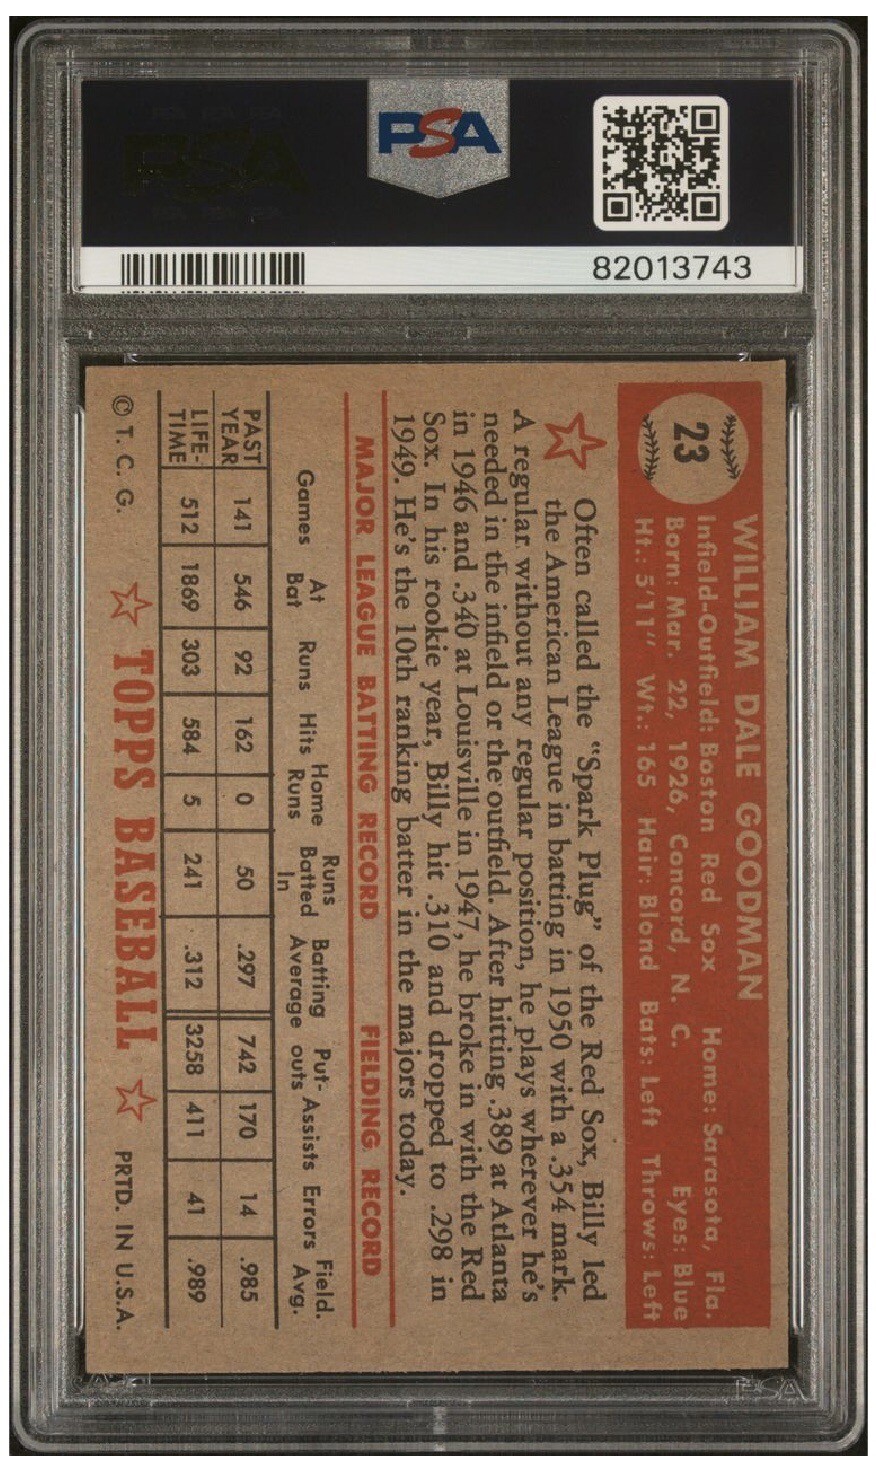 PSA
82013743
23
WILLIAM DALE GOODMAN
Infield-Outfield: Boston Red Sox Home: Sarasota, Fla.
Born: Mar. 22, 1926, Concord, N. C. Eyes: Blue
Ht.: 5'11" Wt.: 165 Hair: Blond Bats: Left Throws: Left
Often called the "Spark Plug" of the Red Sox, Billy led
the American League in batting in 1950 with a .354 mark.
A regular without any regular position, he plays wherever he's
needed in the infield or the outfield. After hitting .389 at Atlanta
in 1946 and .340 at Louisville in 1947, he broke in with the Red
Sox. In his rookie year, Billy hit .310 and dropped to .298 in
1949. He's the 10th ranking batter in the majors today.
MAJOR LEAGUE BATTING RECORD FIELDING RECORD
Games At Bat Runs Hits Home Runs Runs Batted In Batting Average Put-outs Assists Errors Field. Avg.
PAST YEAR 141 546 92 162 0 50 .297 742 170 14 .985
LIFE-TIME 512 1869 303 584 5 241 .312 3258 411 41 .989
© T. C. G. TOPPS BASEBALL PRTD. IN U.S.A.
PSA